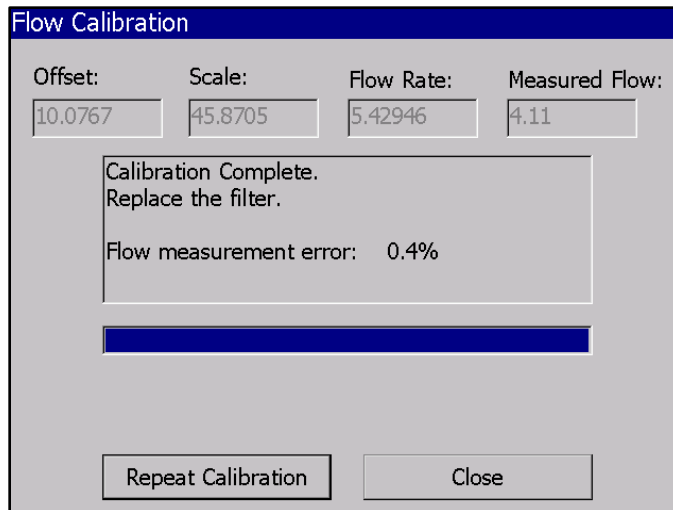 Flow Calibration
Offset: Scale: Flow Rate: Measured Flow:
10.0767 45.8705 5.42946 4.11
Calibration Complete.
Replace the filter.
Flow measurement error: 0.4%
Repeat Calibration Close